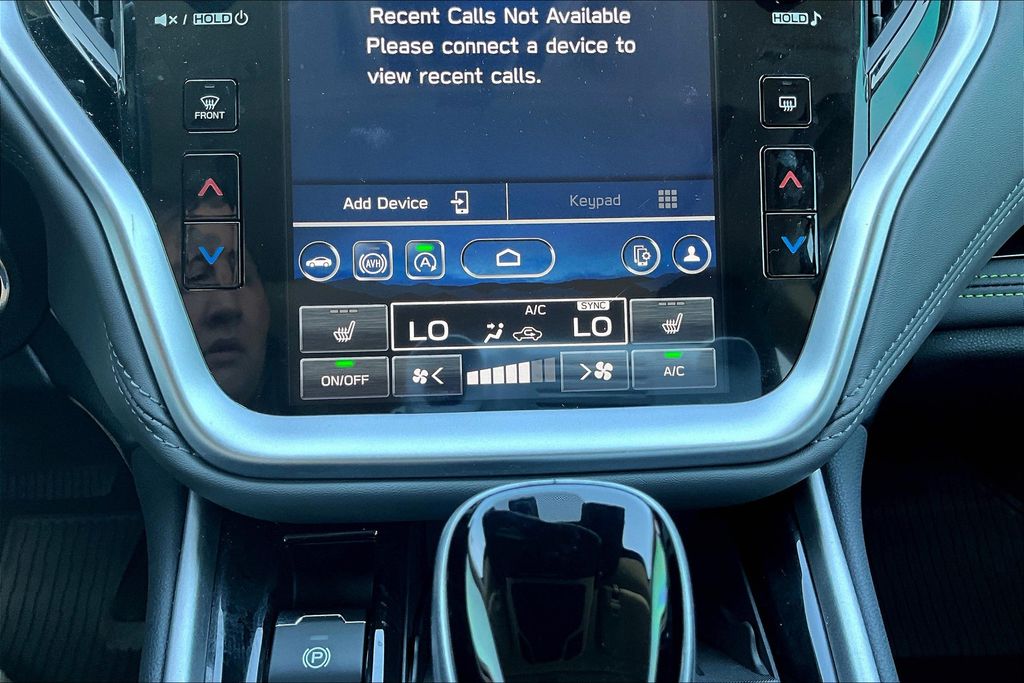 / HOLD
Recent Calls Not Available
HOLD
Please connect a device to
view recent calls.
FRONT
Add Device
Keypad
AVH
A
A/C
SYNC
LO
LO
ON/OFF
<
>
A/C
P